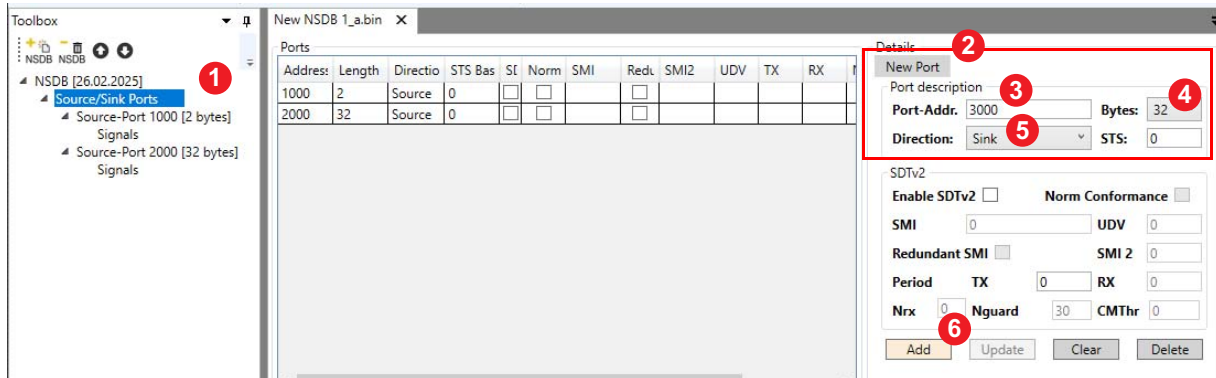 Toolbox
NSDB NSDB
1
NSDB [26.02.2025]
Source/Sink Ports
Source-Port 1000 [2 bytes]
Signals
Source-Port 2000 [32 bytes]
Signals
New NSDB 1_a.bin X
Ports
Address Length Directio STS Bas Norm SMI Redu SMI2 UDV TX RX
1000 2 Source 0
2000 32 Source 0
Details
2
New Port
Port description
3
4
Port-Addr. 3000 Bytes: 32
5
Direction: Sink STS: 0
SDTv2
Enable SDTv2 Norm Conformance
SMI 0 UDV 0
Redundant SMI SMI 2 0
Period TX 0 RX 0
Nrx 0 Nguard 30 CMThr 0
6
Add Update Clear Delete